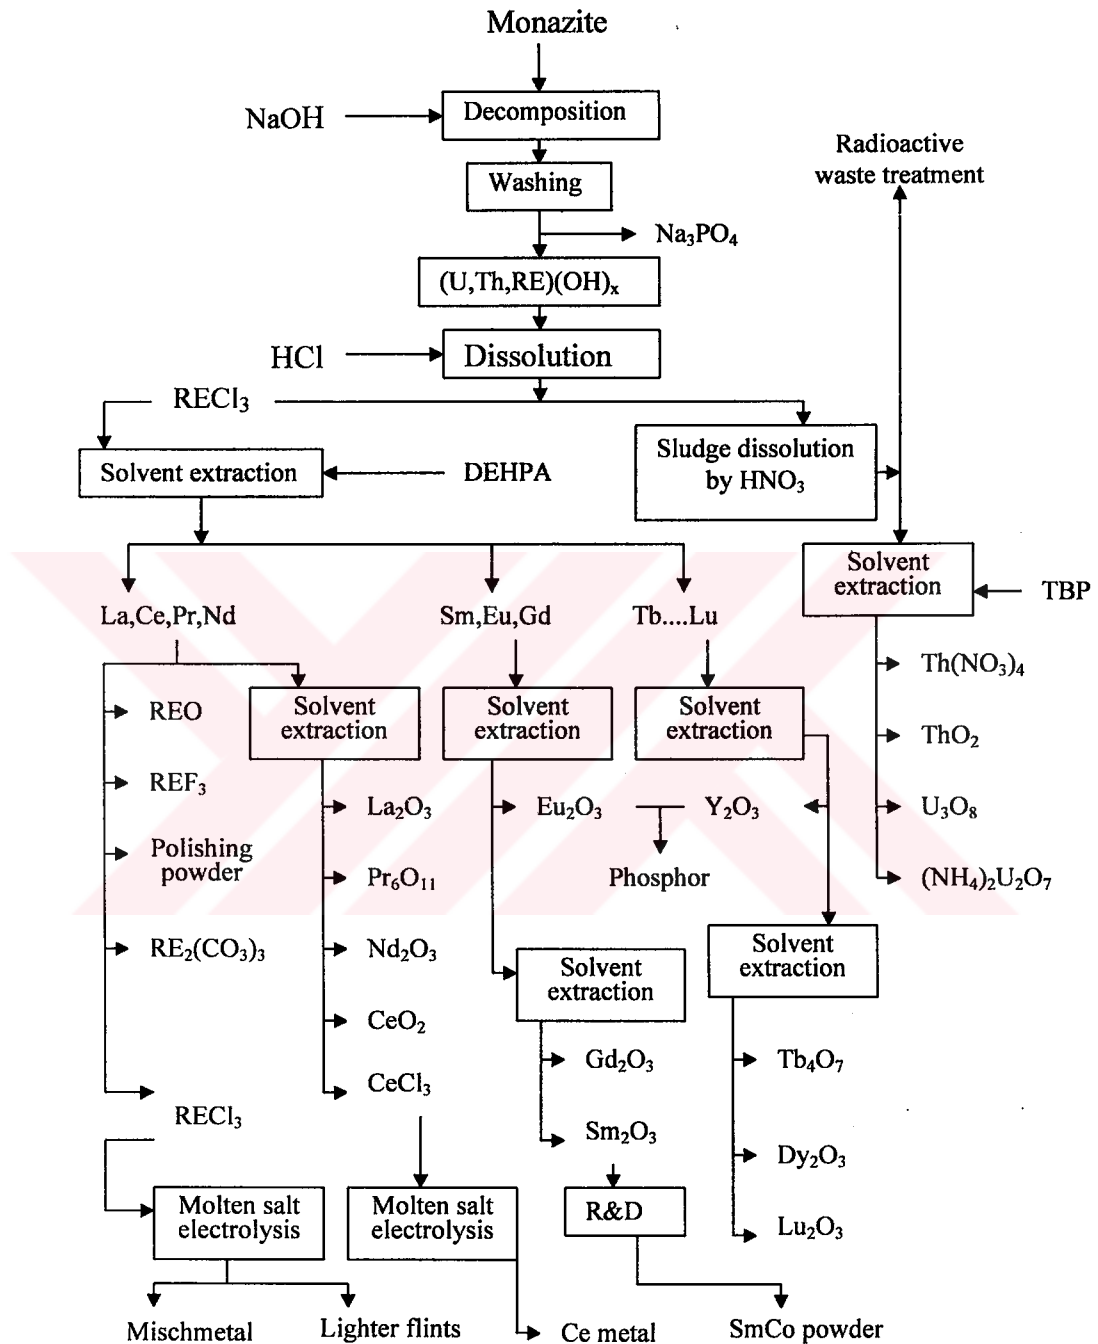 Monazite
NaOH
Decomposition
Radioactive
waste treatment
Washing
Na₃PO₄
(U,Th,RE)(OH)ₓ
HCl
Dissolution
RECl₃
Sludge dissolution
by HNO₃
Solvent extraction
DEHPA
Solvent
extraction
TBP
La,Ce,Pr,Nd
Sm,Eu,Gd
Tb....Lu
Th(NO₃)₄
ThO₂
U₃O₈
(NH₄)₂U₂O₇
REO
REF₃
Polishing
powder
RE₂(CO₃)₃
RECl₃
Solvent
extraction
La₂O₃
Pr₆O₁₁
Nd₂O₃
CeO₂
CeCl₃
Solvent
extraction
Eu₂O₃
Y₂O₃
Phosphor
Solvent
extraction
Solvent
extraction
Gd₂O₃
Sm₂O₃
R&D
Solvent
extraction
Tb₄O₇
Dy₂O₃
Lu₂O₃
Molten salt
electrolysis
Molten salt
electrolysis
Mischmetal
Lighter flints
Ce metal
SmCo powder